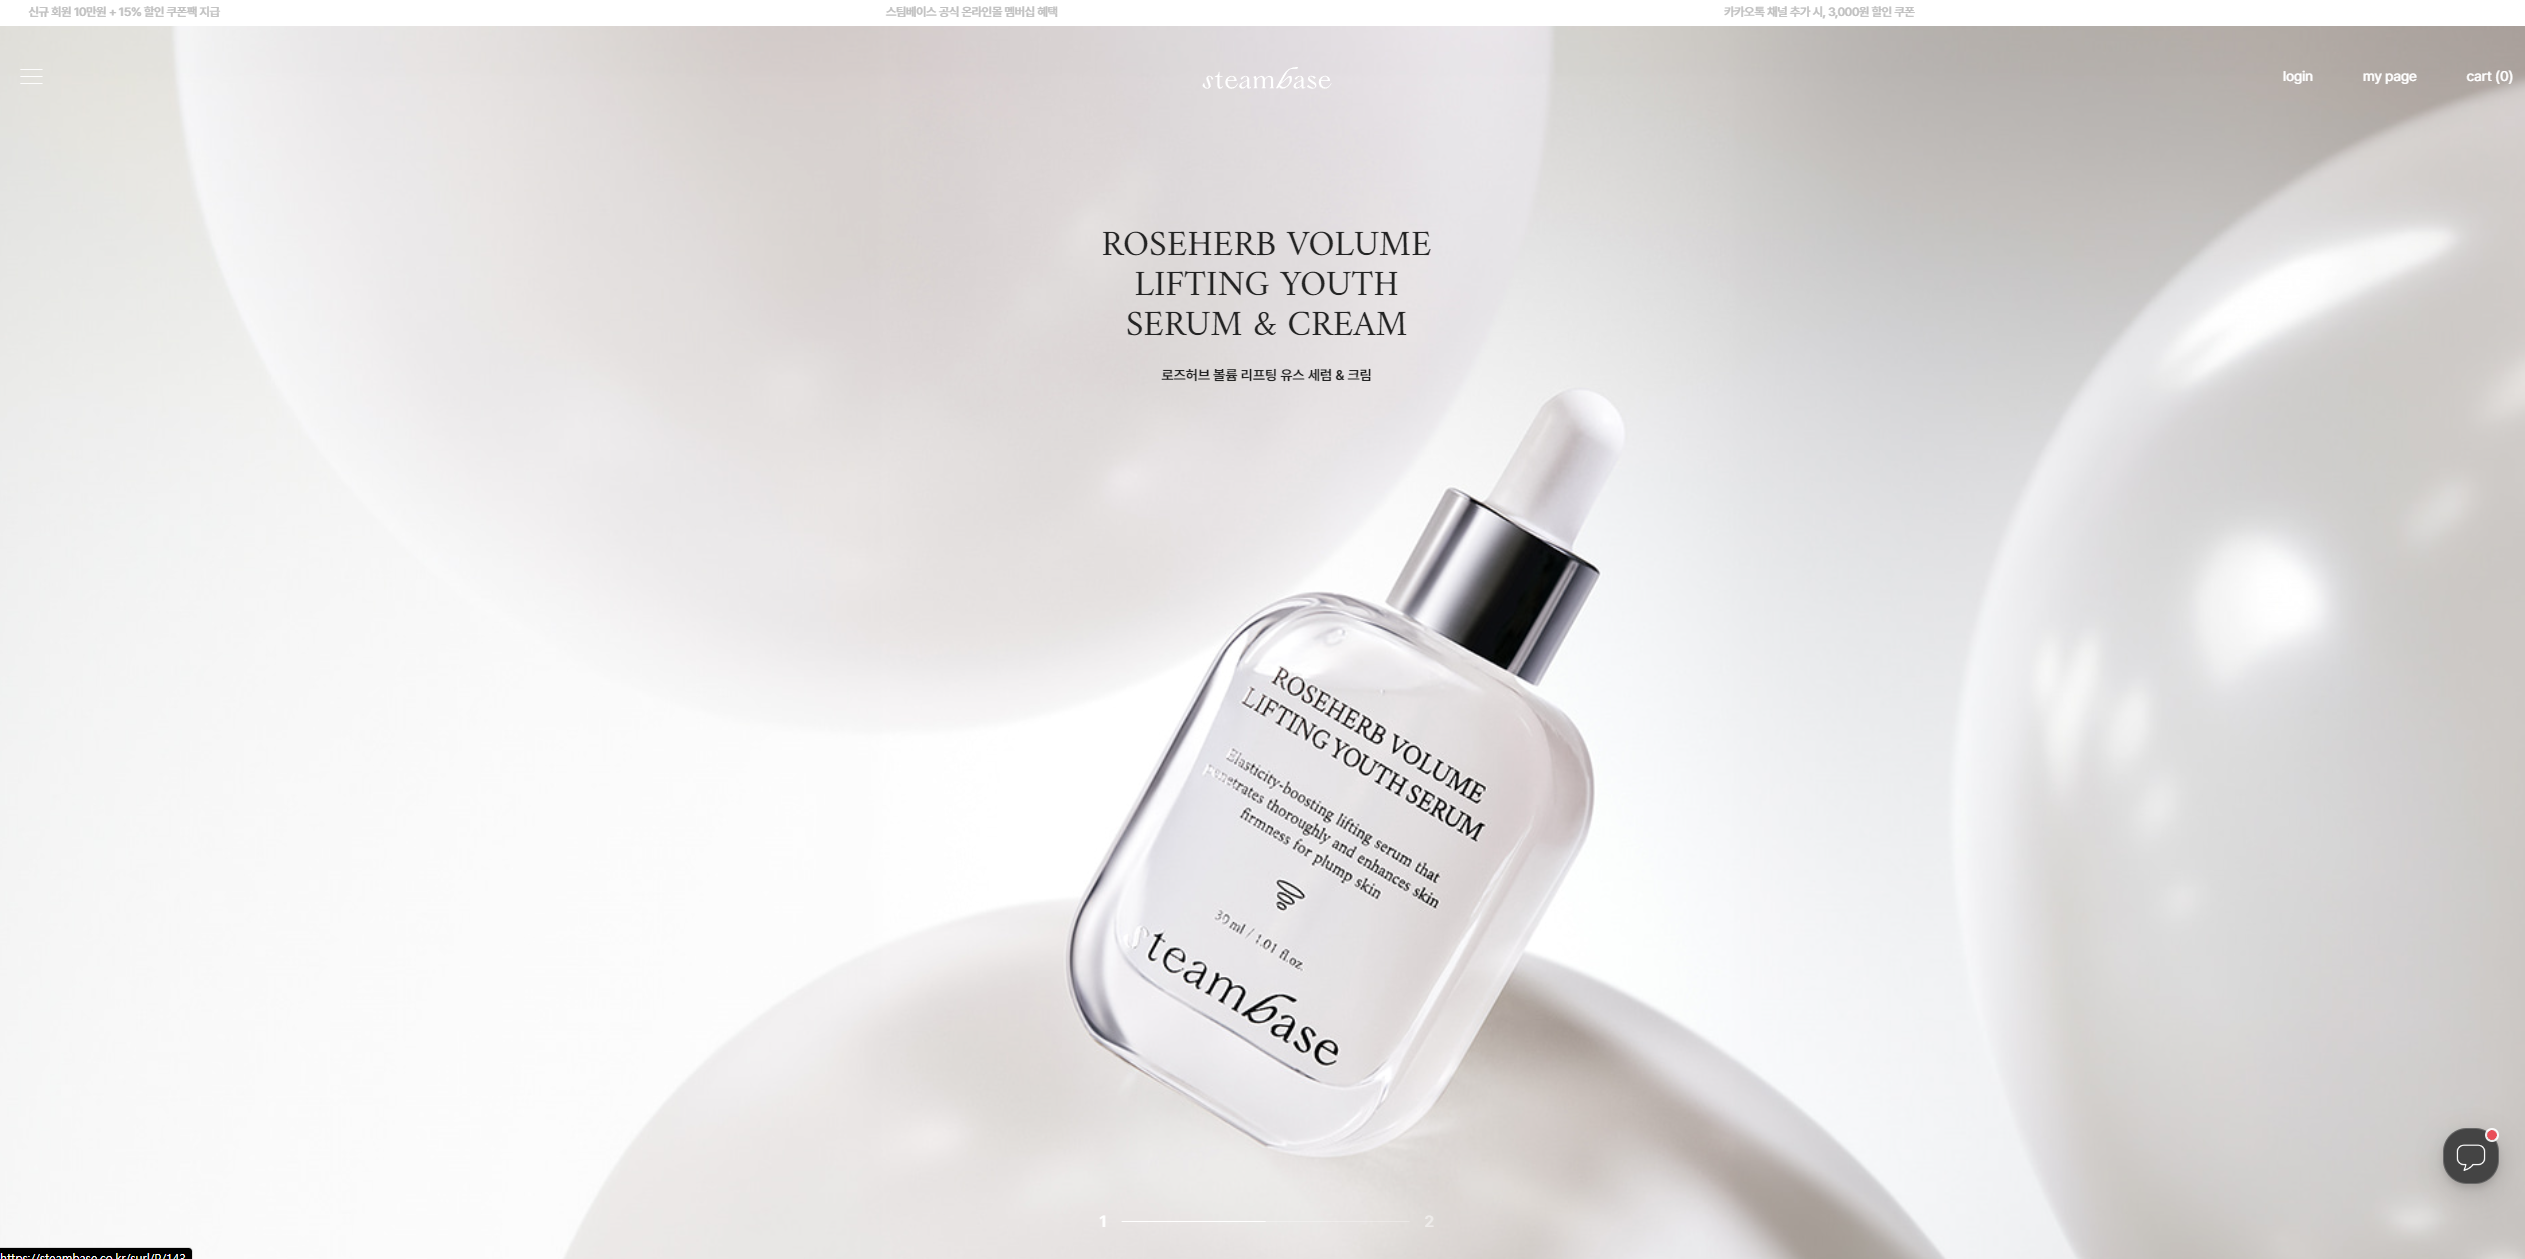 신규 회원 10만원 + 15% 할인 쿠폰팩 지급
스팀베이스 공식 온라인몰 멤버십 혜택
카카오톡 채널 추가 시, 3,000원 할인 쿠폰
steambase
login
my page
cart (0)
ROSEHERB VOLUME
LIFTING YOUTH
SERUM & CREAM
로즈허브 볼륨 리프팅 유스 세럼 & 크림
ROSEHERB VOLUME
LIFTING YOUTH SERUM
Elasticity-boosting lifting serum that
penetrates thoroughly and enhances skin
firmness for plump skin
30 ml / 1.01 fl.oz.
steambase
1
2
https://steambase.co.kr/surl/P/143